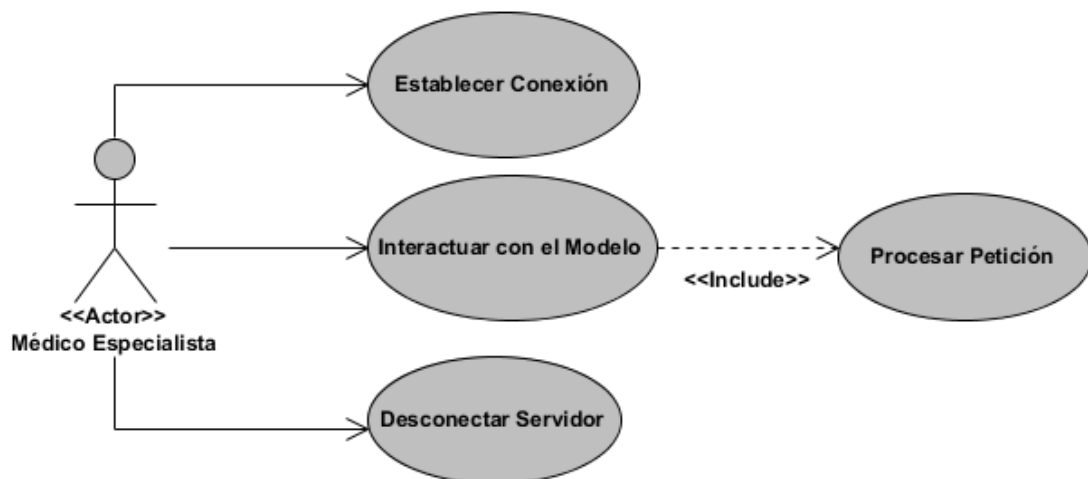 Establecer Conexión
Interactuar con el Modelo
<<Include>>
Procesar Petición
<<Actor>>
Médico Especialista
Desconectar Servidor